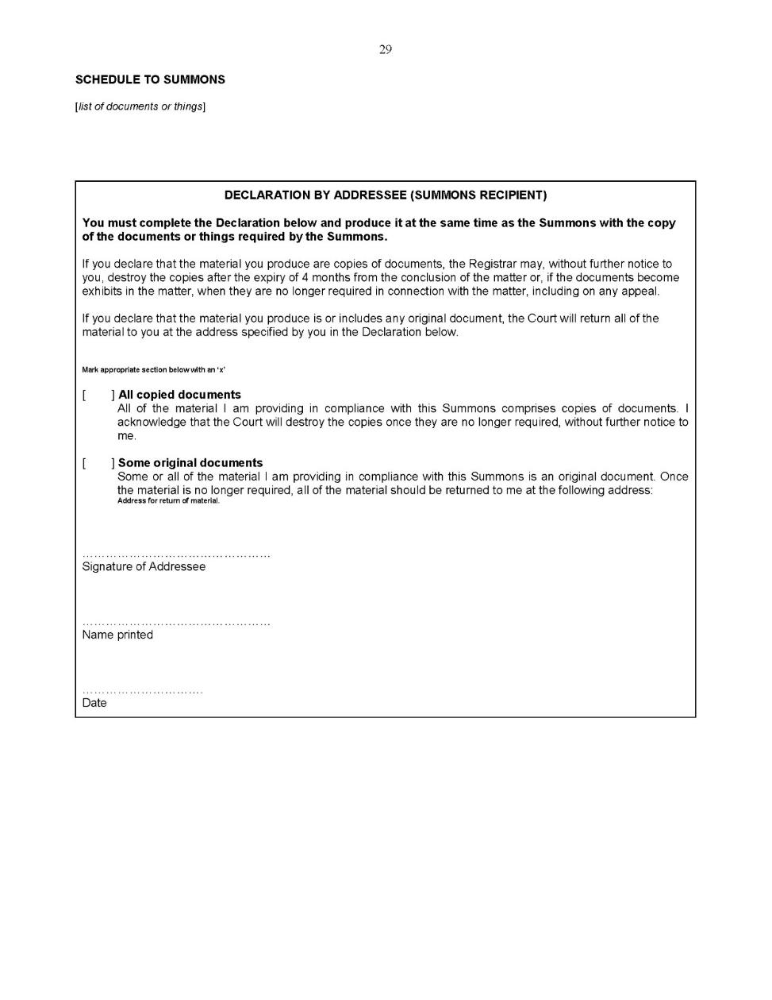 29
SCHEDULE TO SUMMONS
[list of documents or things]
DECLARATION BY ADDRESSEE (SUMMONS RECIPIENT)
You must complete the Declaration below and produce it at the same time as the Summons with the copy
of the documents or things required by the Summons.
If you declare that the material you produce are copies of documents, the Registrar may, without further notice to
you, destroy the copies after the expiry of 4 months from the conclusion of the matter or, if the documents become
exhibits in the matter, when they are no longer required in connection with the matter, including on any appeal.
If you declare that the material you produce is or includes any original document, the Court will return all of the
material to you at the address specified by you in the Declaration below.
Mark appropriate section below with an 'x'
[ ] All copied documents
All of the material I am providing in compliance with this Summons comprises copies of documents. I
acknowledge that the Court will destroy the copies once they are no longer required, without further notice to
me.
[ ] Some original documents
Some or all of the material I am providing in compliance with this Summons is an original document. Once
the material is no longer required, all of the material should be returned to me at the following address:
Address for return of material.
…………………………………………
Signature of Addressee
…………………………………………
Name printed
………………………….
Date